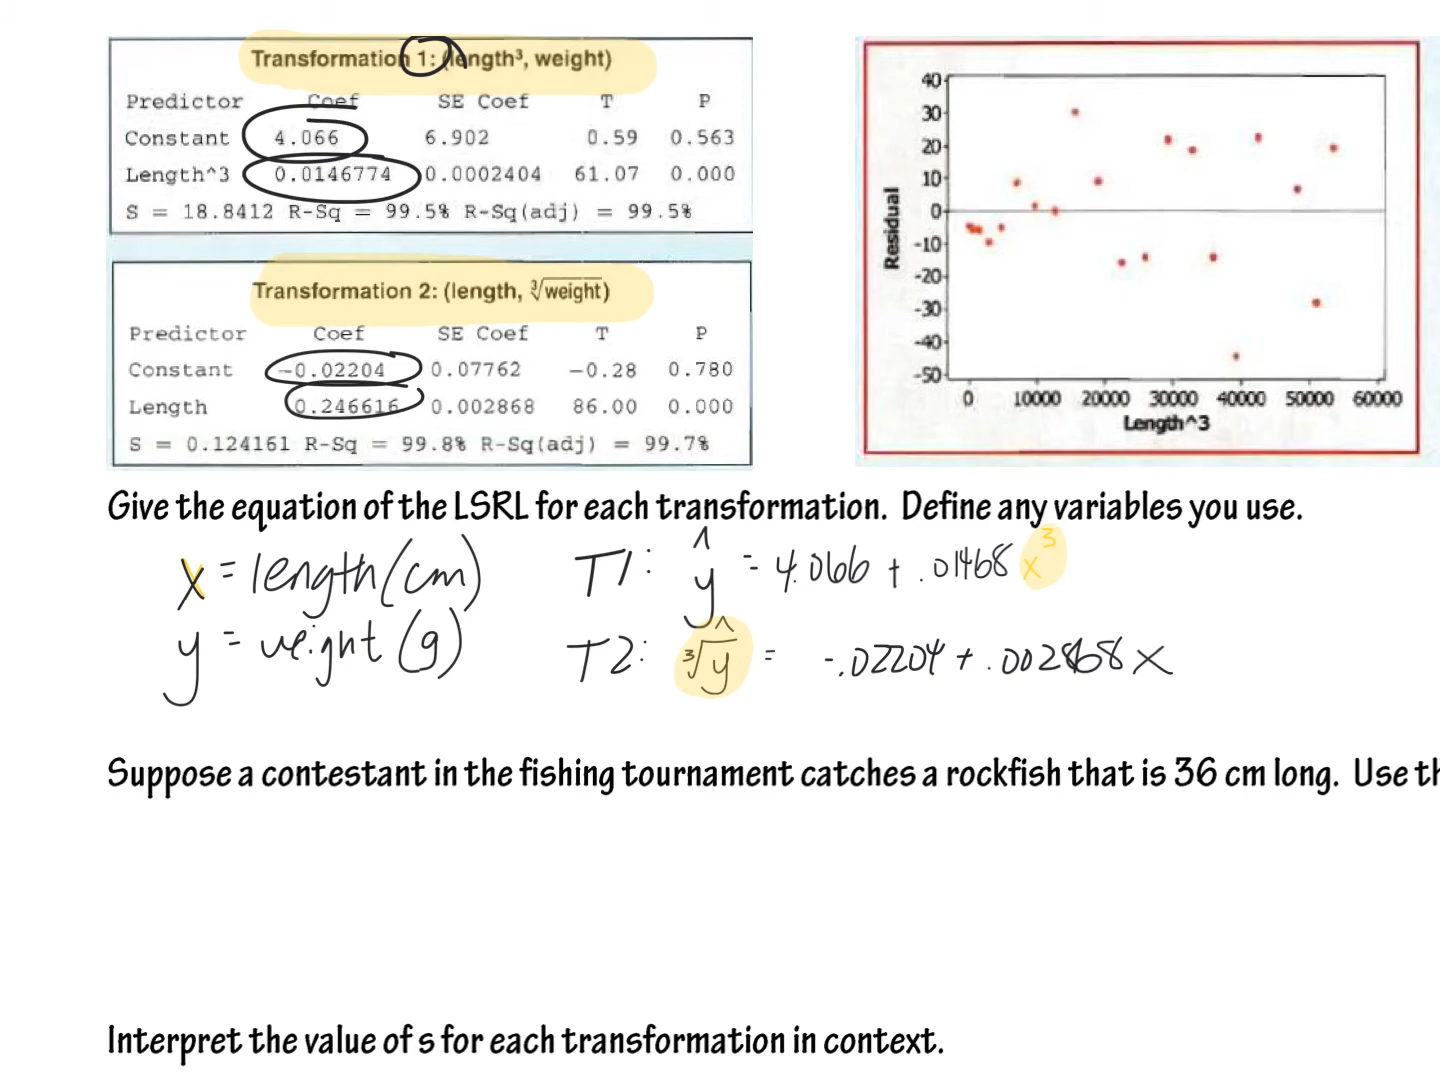 Transformation 1: (length³, weight)
Predictor Coef SE Coef T P
Constant 4.066 6.902 0.59 0.563
Length^3 0.0146774 0.0002404 61.07 0.000
S = 18.8412 R-Sq = 99.5% R-Sq(adj) = 99.5%
Transformation 2: (length, ∛weight)
Predictor Coef SE Coef T P
Constant -0.02204 0.07762 -0.28 0.780
Length 0.246616 0.002868 86.00 0.000
S = 0.124161 R-Sq = 99.8% R-Sq(adj) = 99.7%
40
30
20
10
0
-10
-20
-30
-40
-50
Residual
0 10000 20000 30000 40000 50000 60000
Length^3
Give the equation of the LSRL for each transformation. Define any variables you use.
x = length (cm)
T1: ŷ = 4.066 + .01468 x³
y = weight (g)
T2: ∛ŷ = -.02204 + .002868 x
Suppose a contestant in the fishing tournament catches a rockfish that is 36 cm long. Use th
Interpret the value of s for each transformation in context.